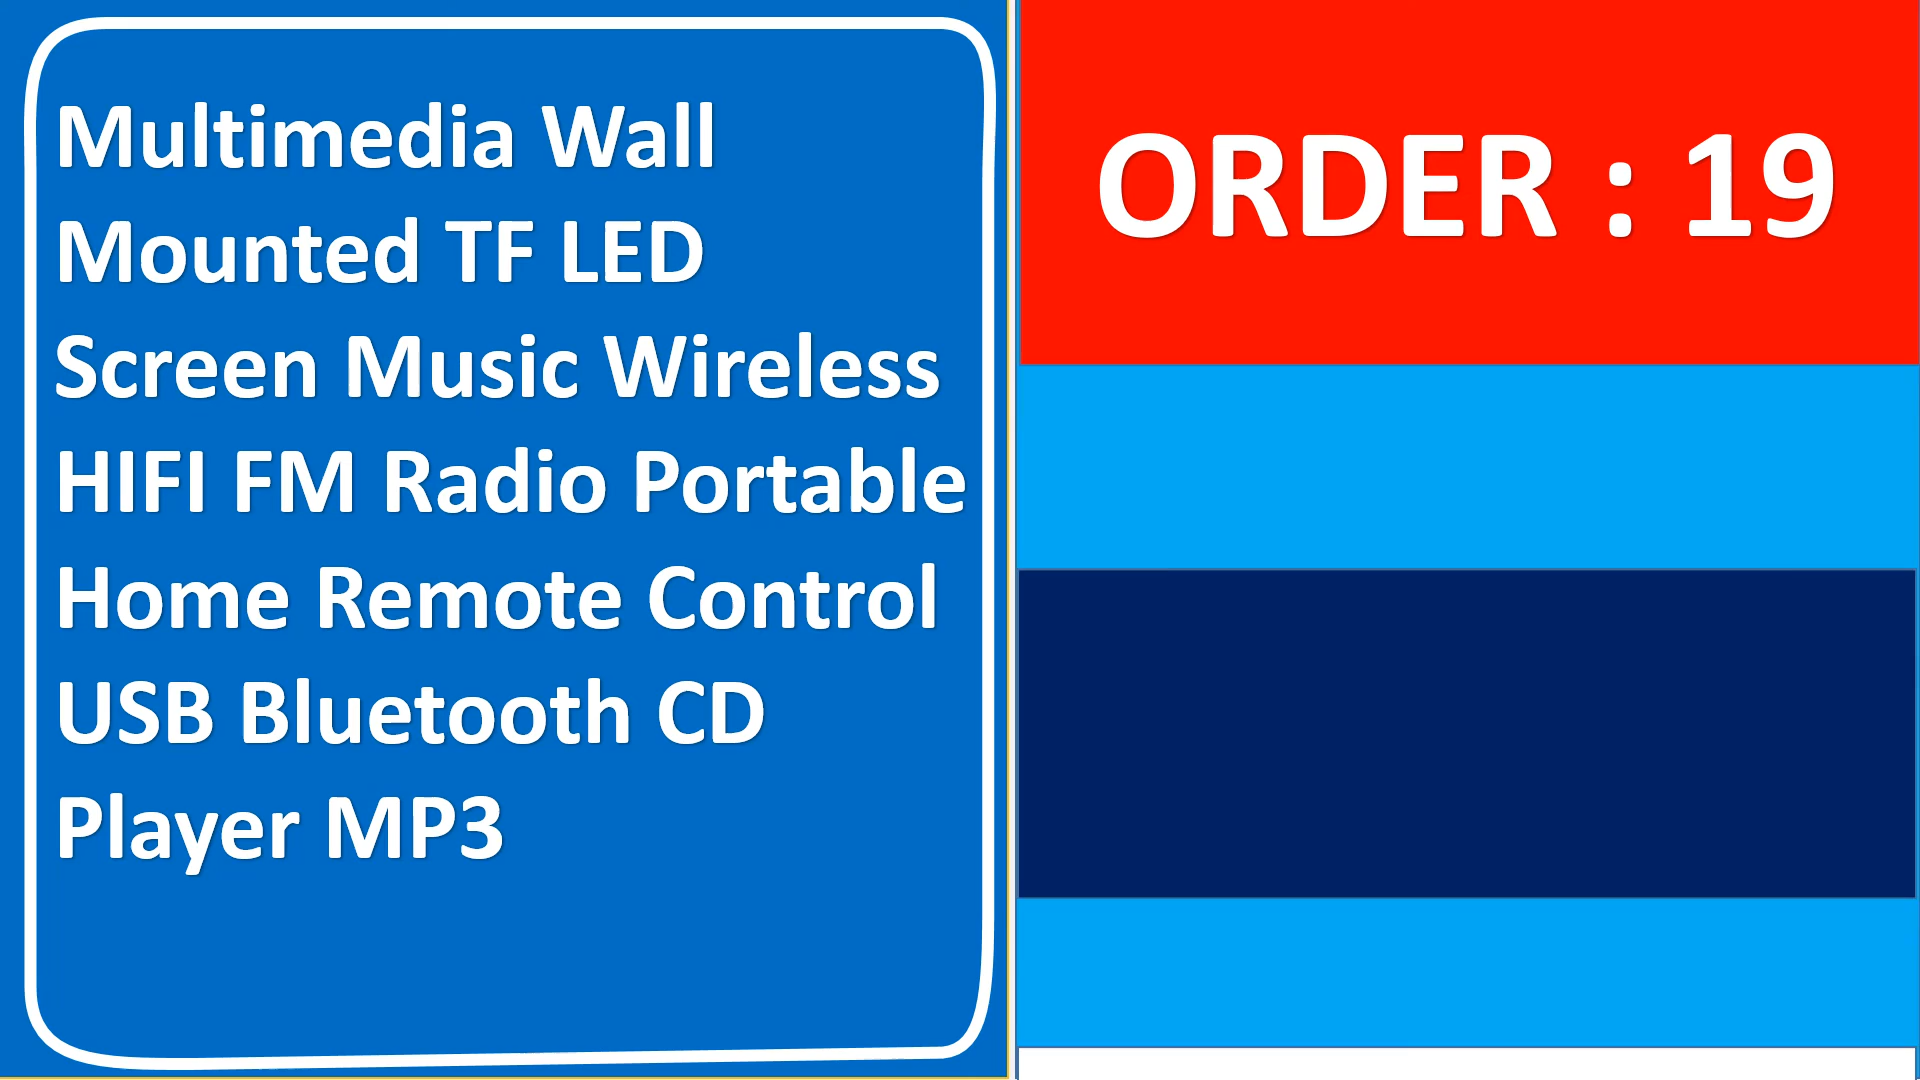 Multimedia Wall
Mounted TF LED
Screen Music Wireless
HIFI FM Radio Portable
Home Remote Control
USB Bluetooth CD
Player MP3
ORDER : 19